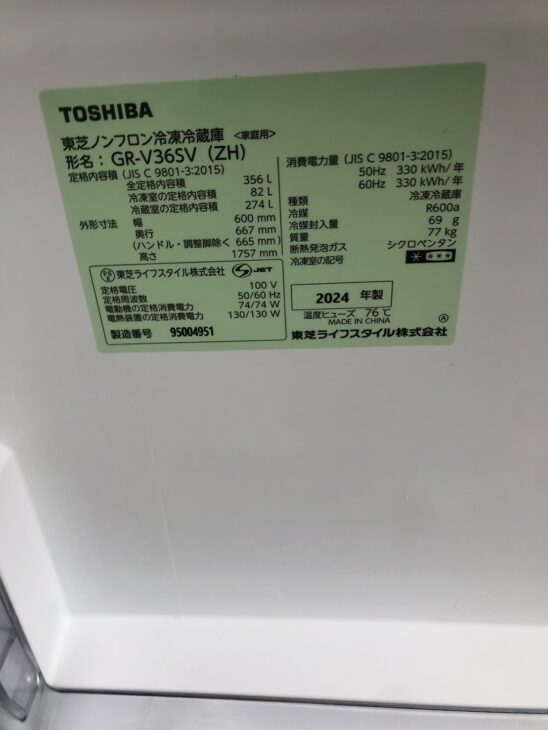 TOSHIBA
東芝ノンフロン冷凍冷蔵庫 <家庭用>
形名: GR-V36SV (ZH)
定格内容積 (JIS C 9801-3:2015)
全定格内容積 356 L
冷凍室の定格内容積 82 L
冷蔵室の定格内容積 274 L
外形寸法 幅 600 mm
奥行 667 mm
(ハンドル・調整脚除く 665 mm)
高さ 1757 mm
PSE 東芝ライフスタイル株式会社 S JET
定格電圧 100 V
定格周波数 50/60 Hz
電動機の定格消費電力 74/74 W
電熱装置の定格消費電力 130/130 W
製造番号 95004951
消費電力量 (JIS C 9801-3:2015)
50Hz 330 kWh/年
60Hz 330 kWh/年
種類 冷凍冷蔵庫
冷媒 R600a
冷媒封入量 69 g
質量 77 kg
断熱発泡ガス シクロペンタン
冷凍室の記号 * ***
2024 年製
温度ヒューズ 76℃
MADE IN CHINA Ⓐ
東芝ライフスタイル株式会社